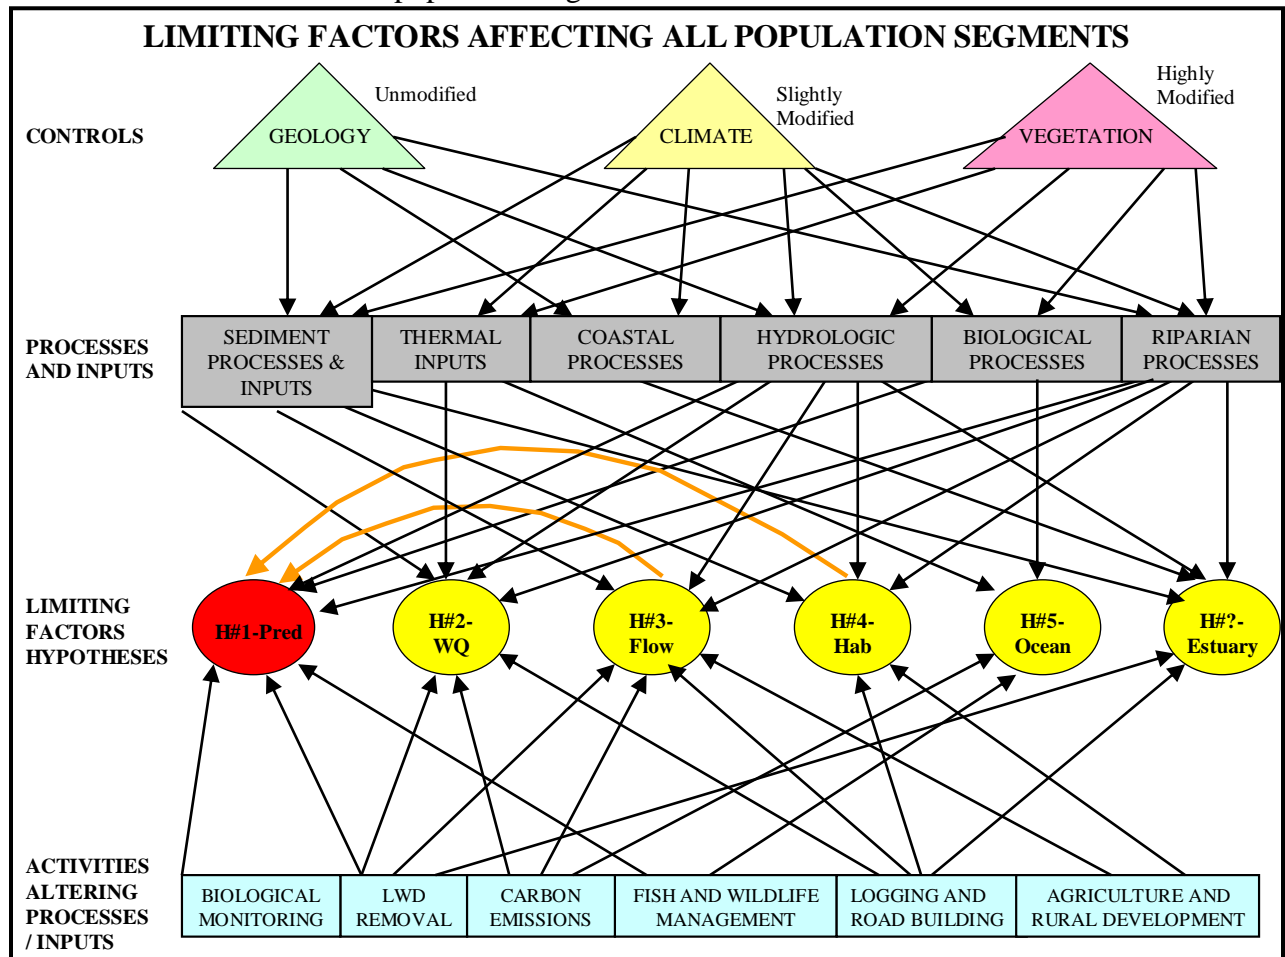 LIMITING FACTORS AFFECTING ALL POPULATION SEGMENTS
Unmodified
Slightly
Modified
Highly
Modified
CONTROLS
GEOLOGY
CLIMATE
VEGETATION
PROCESSES
AND INPUTS
SEDIMENT
PROCESSES &
INPUTS
THERMAL
INPUTS
COASTAL
PROCESSES
HYDROLOGIC
PROCESSES
BIOLOGICAL
PROCESSES
RIPARIAN
PROCESSES
LIMITING
FACTORS
HYPOTHESES
H#1-Pred
H#2-
WQ
H#3-
Flow
H#4-
Hab
H#5-
Ocean
H#?-
Estuary
ACTIVITIES
ALTERING
PROCESSES
/ INPUTS
BIOLOGICAL
MONITORING
LWD
REMOVAL
CARBON
EMISSIONS
FISH AND WILDLIFE
MANAGEMENT
LOGGING AND
ROAD BUILDING
AGRICULTURE AND
RURAL DEVELOPMENT